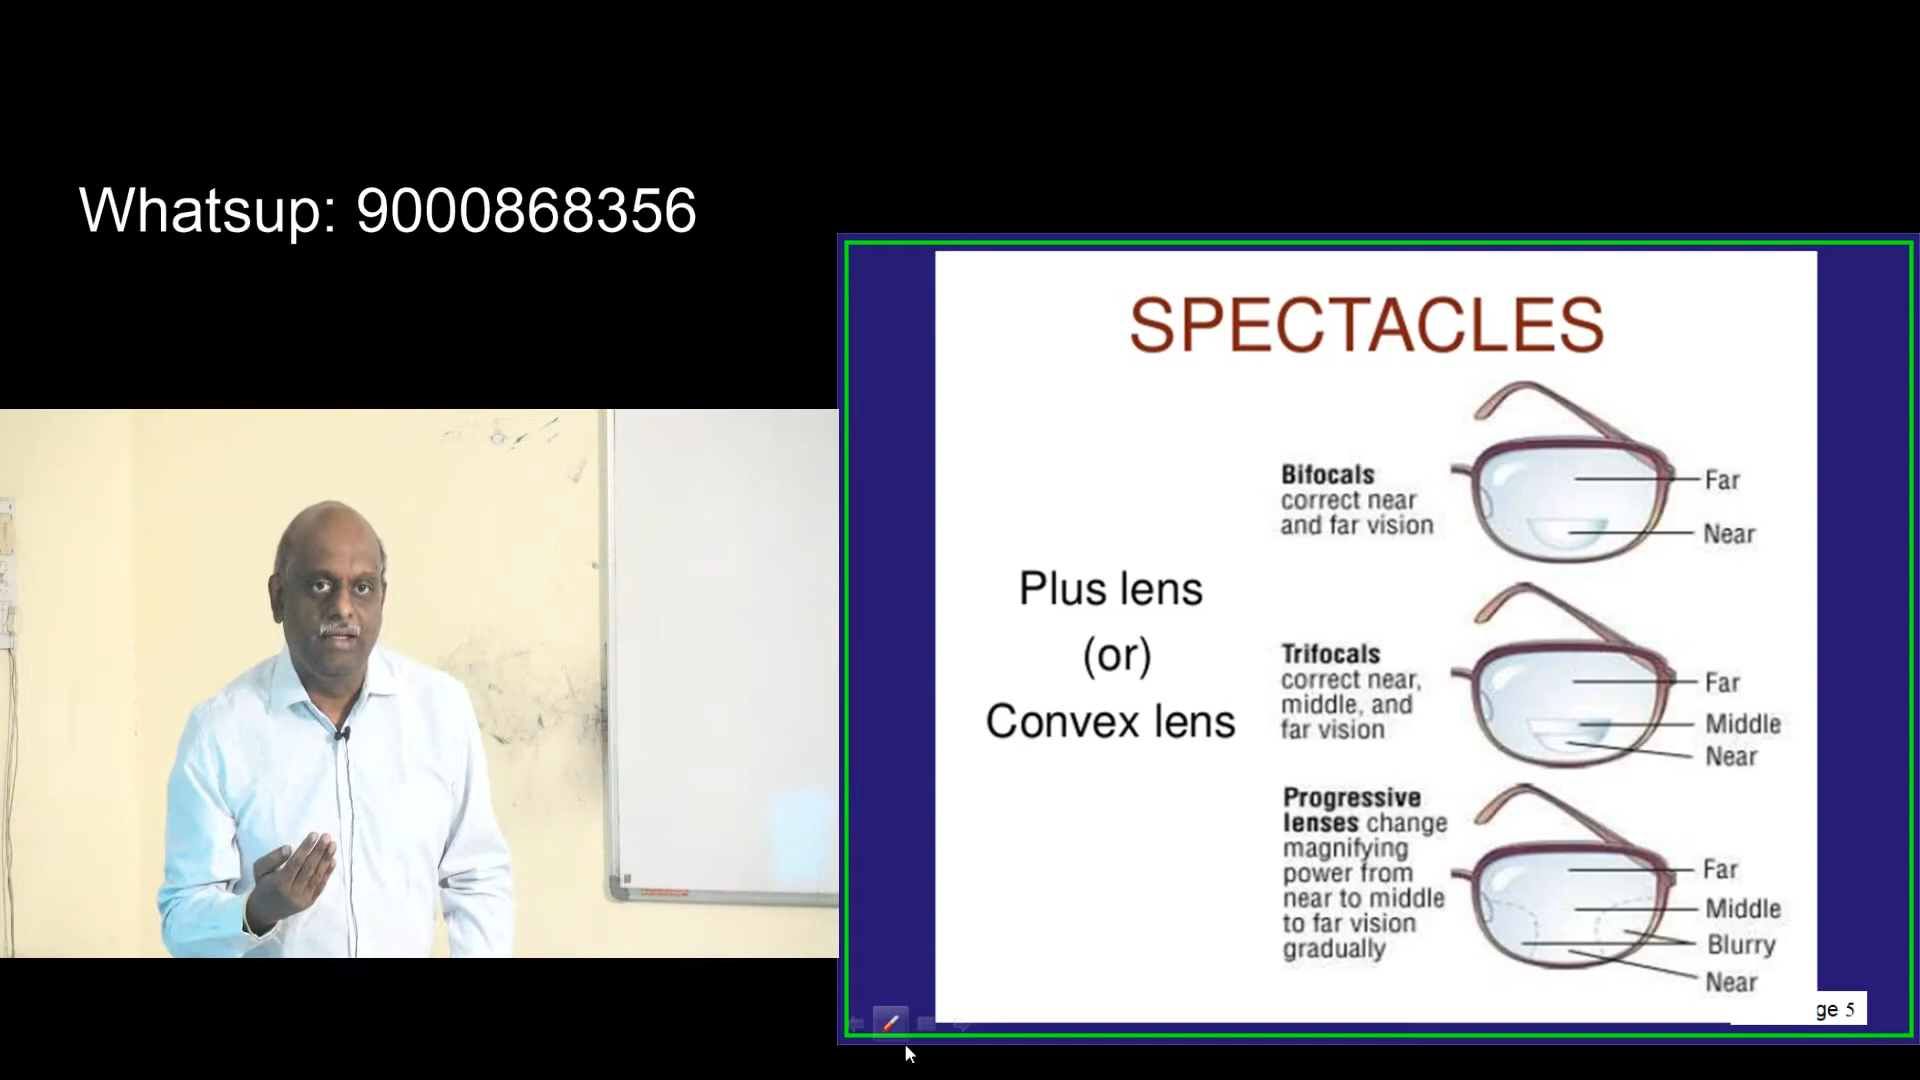 Whatsup: 9000868356
SPECTACLES
Plus lens
(or)
Convex lens
Bifocals
correct near
and far vision
Far
Near
Trifocals
correct near,
middle, and
far vision
Far
Middle
Near
Progressive
lenses change
magnifying
power from
near to middle
to far vision
gradually
Far
Middle
Blurry
Near
ge 5